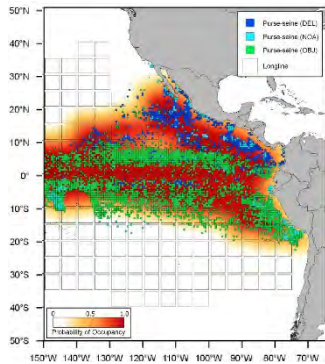 50°N
40°N
30°N
20°N
10°N
0°
10°S
20°S
30°S
40°S
50°S
Purse-seine (DEL)
Purse-seine (NOA)
Purse-seine (OBJ)
Longline
0 0.5 1.0
Probability of Occupancy
150°W 140°W 130°W 120°W 110°W 100°W 90°W 80°W 70°W